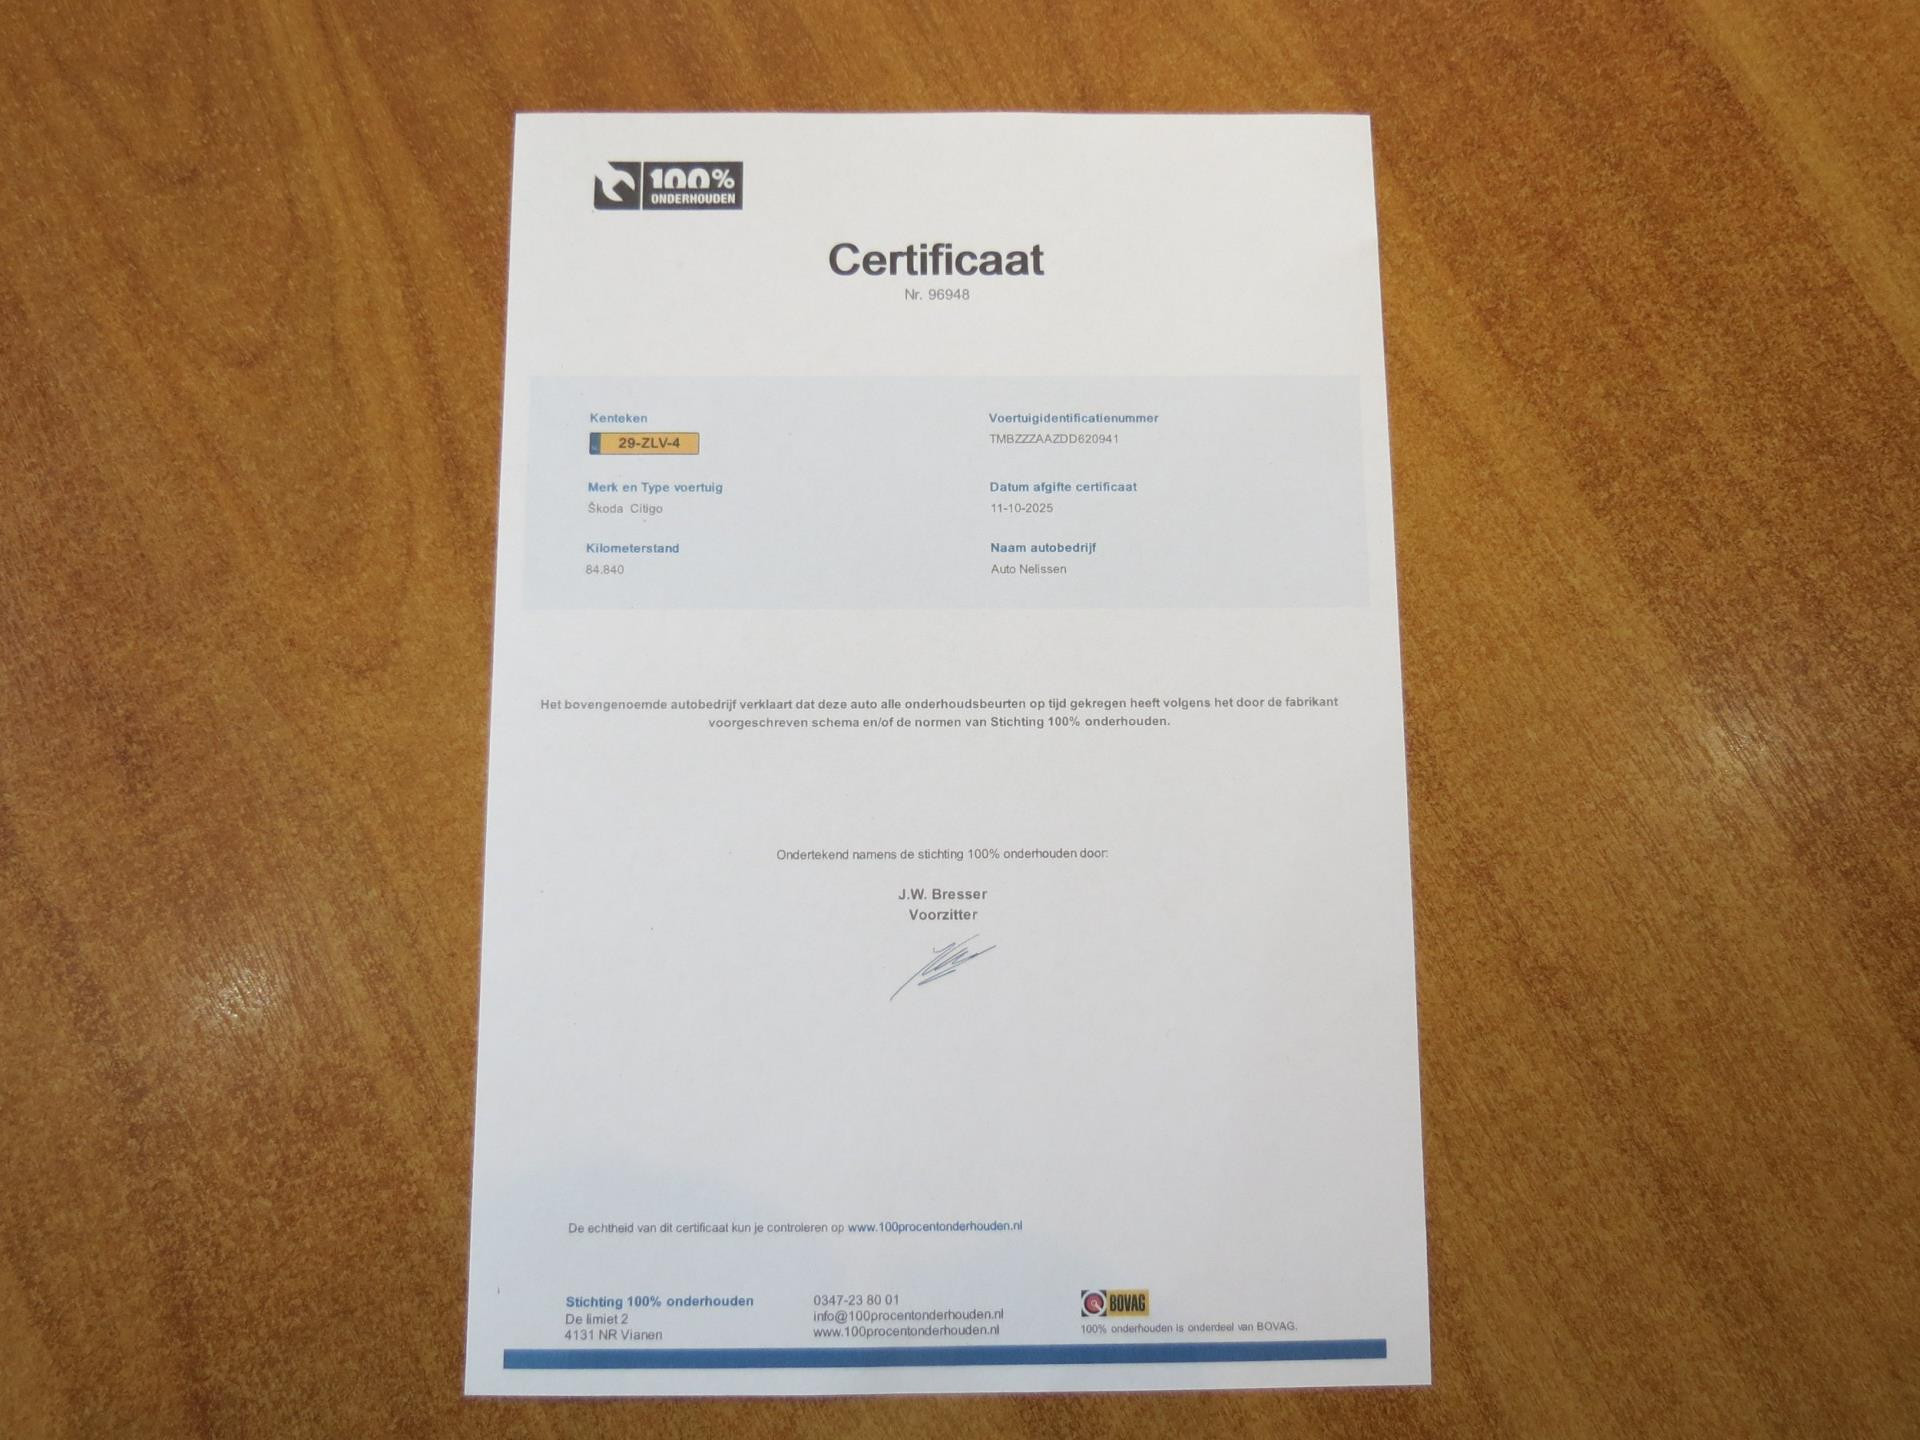 100%
ONDERHOUDEN
Certificaat
Nr. 96948
Kenteken
29-ZLV-4
Voertuigidentificatienummer
TMBZZZAAZDD620941
Merk en Type voertuig
Škoda Citigo
Datum afgifte certificaat
11-10-2025
Kilometerstand
84.840
Naam autobedrijf
Auto Nelissen
Het bovengenoemde autobedrijf verklaart dat deze auto alle onderhoudsbeurten op tijd gekregen heeft volgens het door de fabrikant
voorgeschreven schema en/of de normen van Stichting 100% onderhouden.
Ondertekend namens de stichting 100% onderhouden door:
J.W. Bresser
Voorzitter
De echtheid van dit certificaat kun je controleren op www.100procentonderhouden.nl
Stichting 100% onderhouden
De limiet 2
4131 NR Vianen
0347-23 80 01
info@100procentonderhouden.nl
www.100procentonderhouden.nl
BOVAG
100% onderhouden is onderdeel van BOVAG.